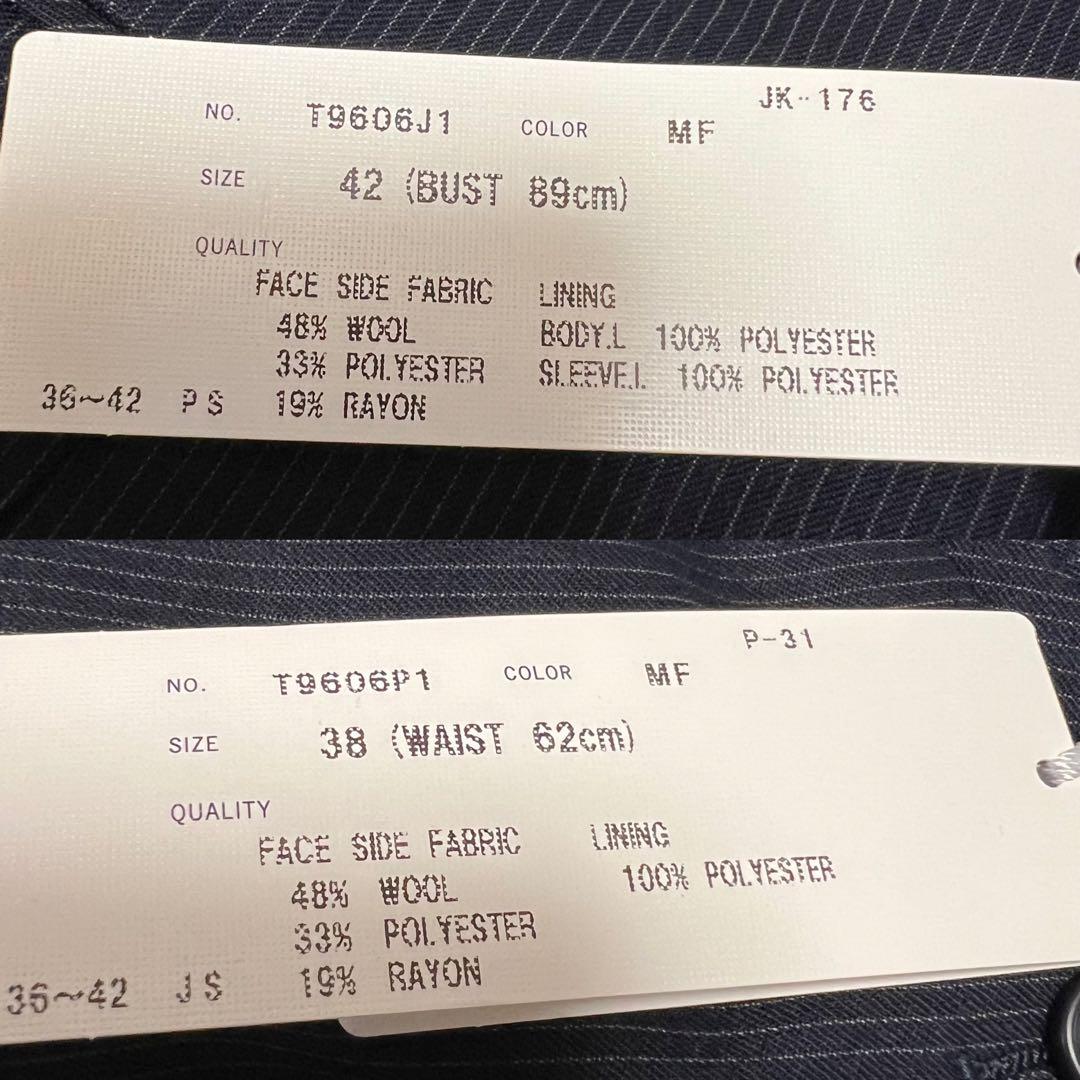 JK-176
NO. T9606J1 COLOR MF
SIZE 42 (BUST 89cm)
QUALITY
FACE SIDE FABRIC LINING
48% WOOL BODY.L 100% POLYESTER
33% POLYESTER SLEEVE.L 100% POLYESTER
36~42 PS 19% RAYON
P-31
NO. T9606P1 COLOR MF
SIZE 38 (WAIST 62cm)
QUALITY
FACE SIDE FABRIC LINING
48% WOOL 100% POLYESTER
33% POLYESTER
36~42 JS 19% RAYON